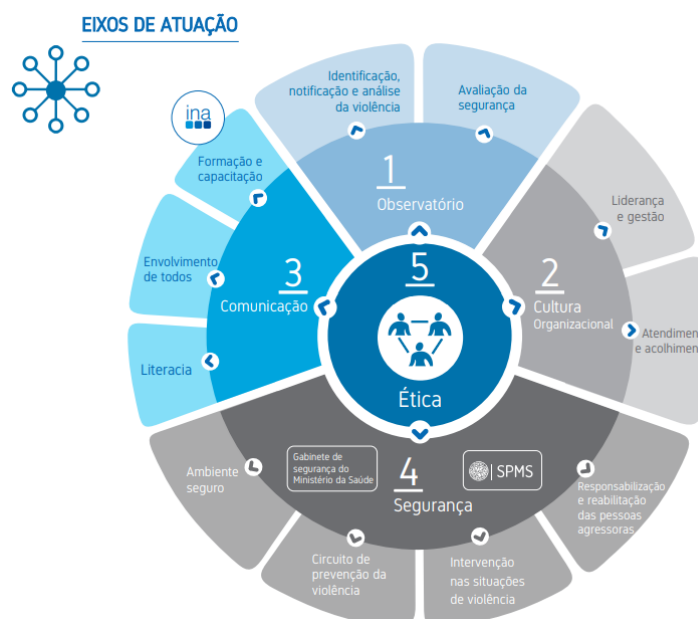 EIXOS DE ATUAÇÃO
ina
Identificação,
notificação e análise
da violência
Avaliação da
segurança
Formação e
capacitação
1
Observatório
Liderança
e gestão
Envolvimento
de todos
3
Comunicação
5
Ética
2
Cultura
Organizacional
Atendimen
e acolhimen
Literacia
Ambiente
seguro
Gabinete de
segurança do
Ministério da Saúde
4
Segurança
SPMS
Responsabilização
e reabilitação
das pessoas
agressoras
Circuito de
prevenção da
violência
Intervenção
nas situações
de violência